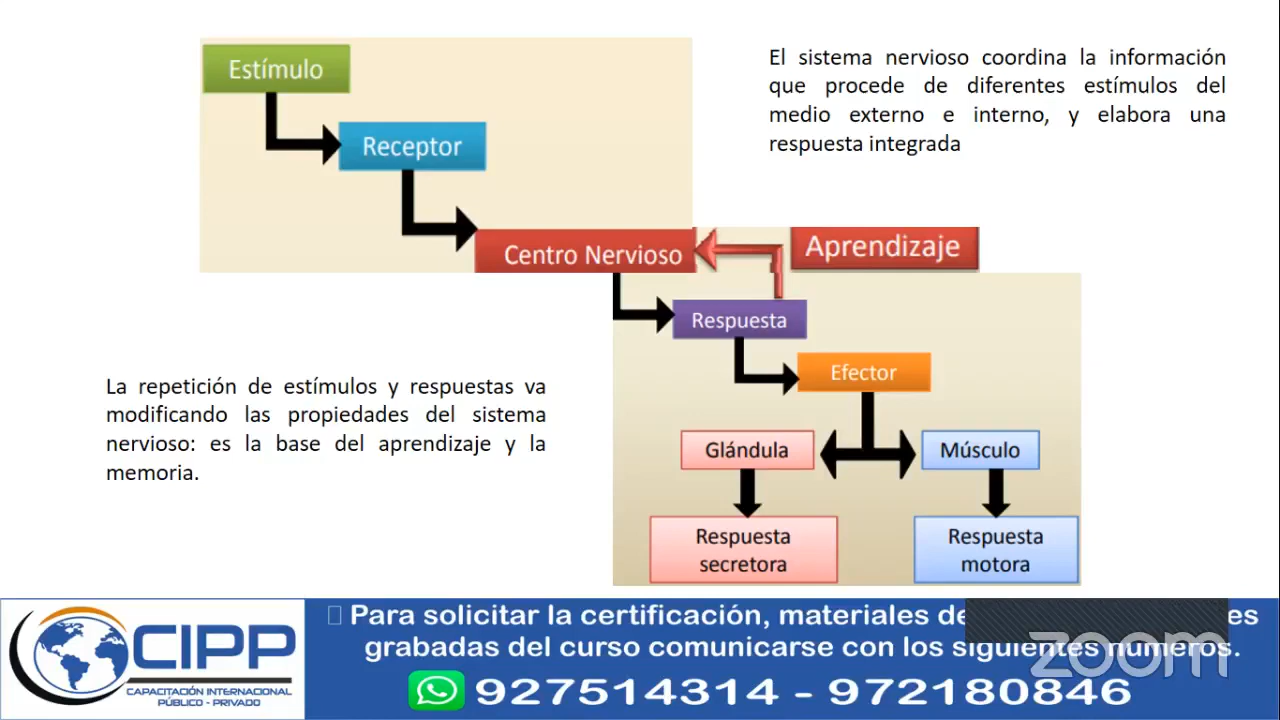 Estímulo
El sistema nervioso coordina la información
que procede de diferentes estímulos del
medio externo e interno, y elabora una
respuesta integrada
Receptor
Centro Nervioso
Aprendizaje
Respuesta
Efector
La repetición de estímulos y respuestas va
modificando las propiedades del sistema
nervioso: es la base del aprendizaje y la
memoria.
Glándula
Músculo
Respuesta
secretora
Respuesta
motora
CIPP
CAPACITACIÓN INTERNACIONAL
PÚBLICO - PRIVADO
Para solicitar la certificación, materiales de
grabadas del curso comunicarse con los siguientes números.
927514314 - 972180846
zoom